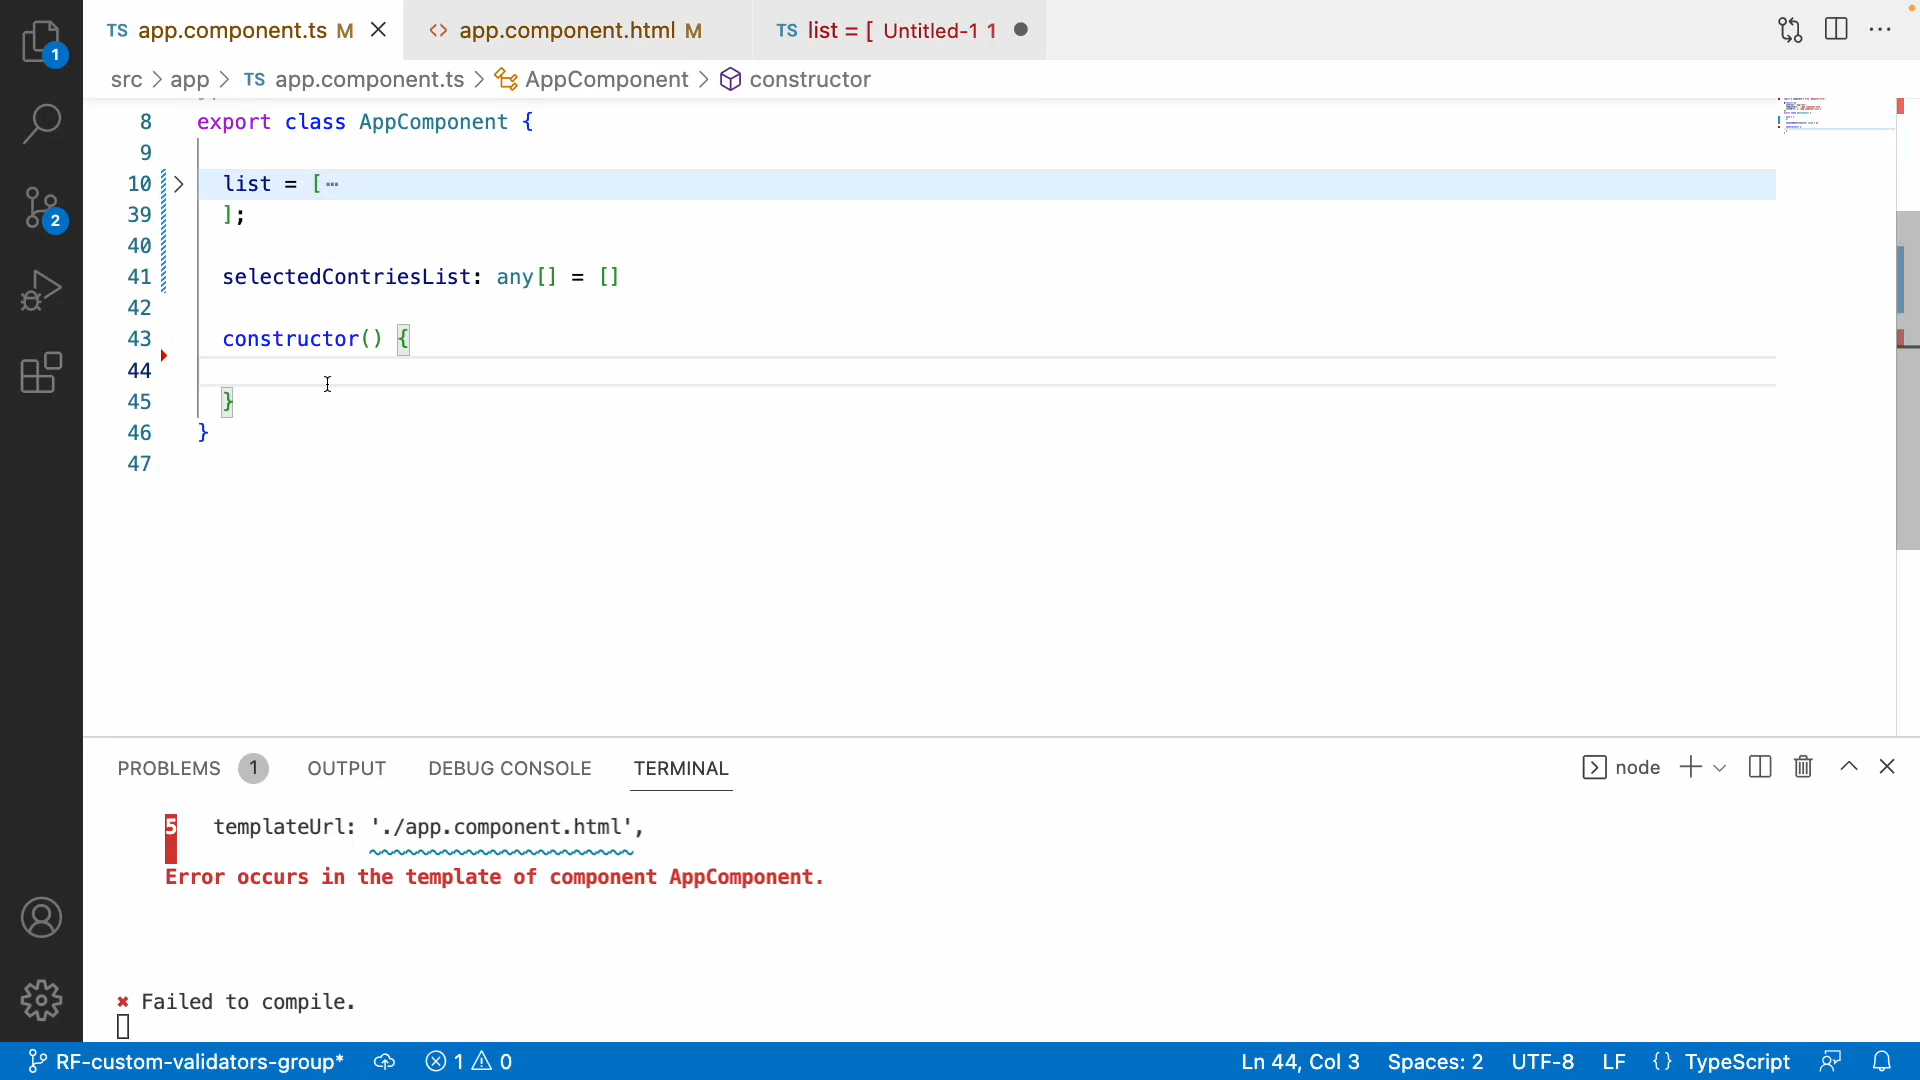 TS app.component.ts M
<> app.component.html M
TS list = [ Untitled-1 1
src > app > TS app.component.ts > AppComponent > constructor
8 export class AppComponent {
9
10 list = [ ⋯
39 ];
40
41 selectedContriesList: any[] = []
42
43 constructor() {
44
45 }
46 }
47
PROBLEMS 1 OUTPUT DEBUG CONSOLE TERMINAL node
5 templateUrl: './app.component.html',
Error occurs in the template of component AppComponent.
✖ Failed to compile.
1
2
RF-custom-validators-group* 1 0 Ln 44, Col 3 Spaces: 2 UTF-8 LF {} TypeScript